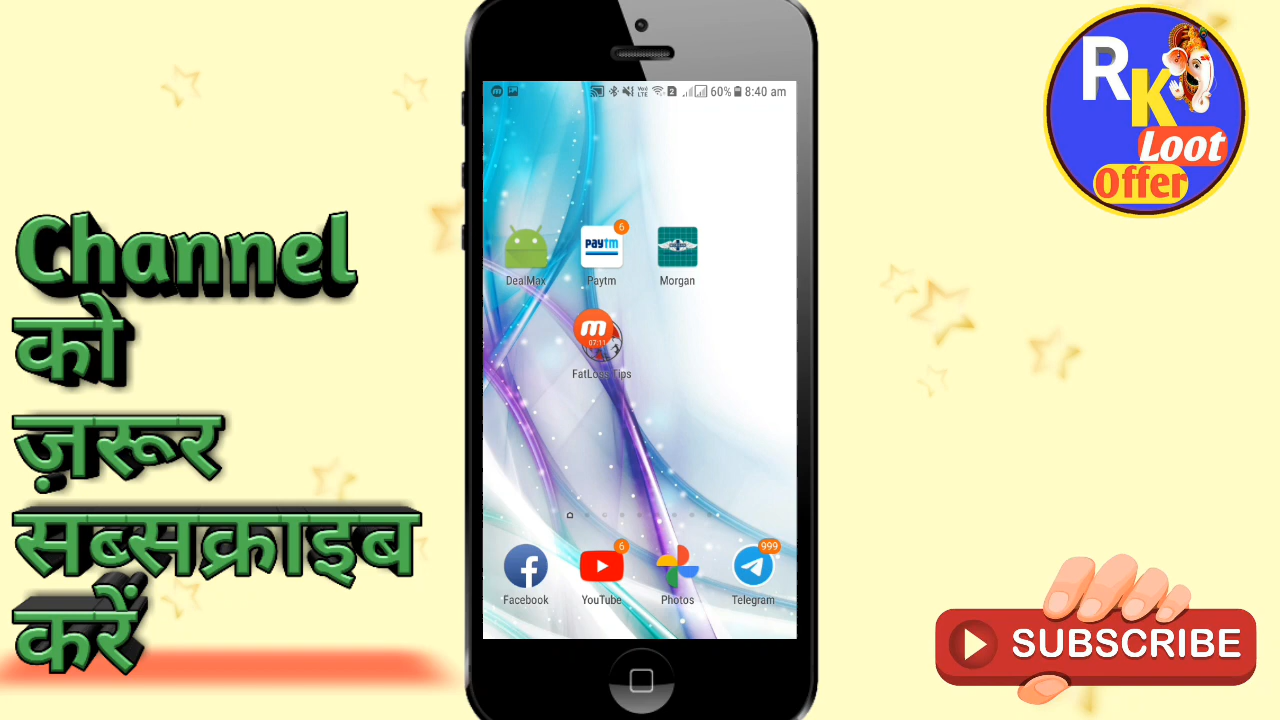 Channel
को
ज़रूर
सब्सक्राइब
करें
60% 8:40 am
6
DealMax Paytm Morgan
m
07:11
FatLoss Tips
6 999
Facebook YouTube Photos Telegram
RK
Loot
Offer
SUBSCRIBE